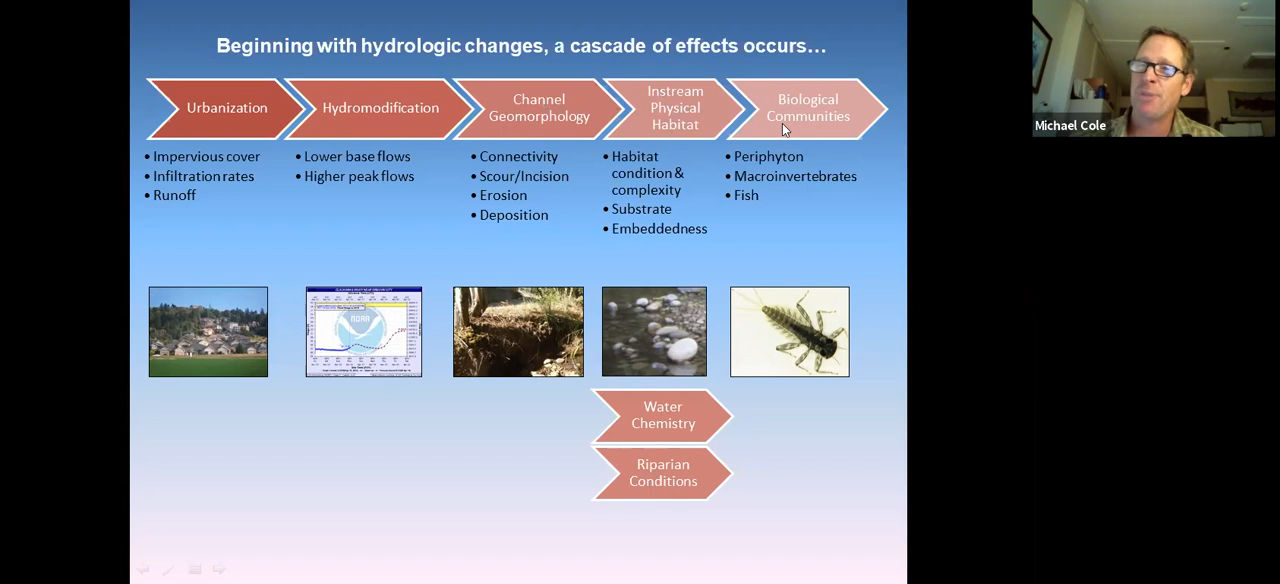 Beginning with hydrologic changes, a cascade of effects occurs…
Urbanization
Hydromodification
Channel
Geomorphology
Instream
Physical
Habitat
Biological
Communities
• Impervious cover
• Infiltration rates
• Runoff
• Lower base flows
• Higher peak flows
• Connectivity
• Scour/Incision
• Erosion
• Deposition
• Habitat
condition &
complexity
• Substrate
• Embeddedness
• Periphyton
• Macroinvertebrates
• Fish
NOAA
Water
Chemistry
Riparian
Conditions
Michael Cole